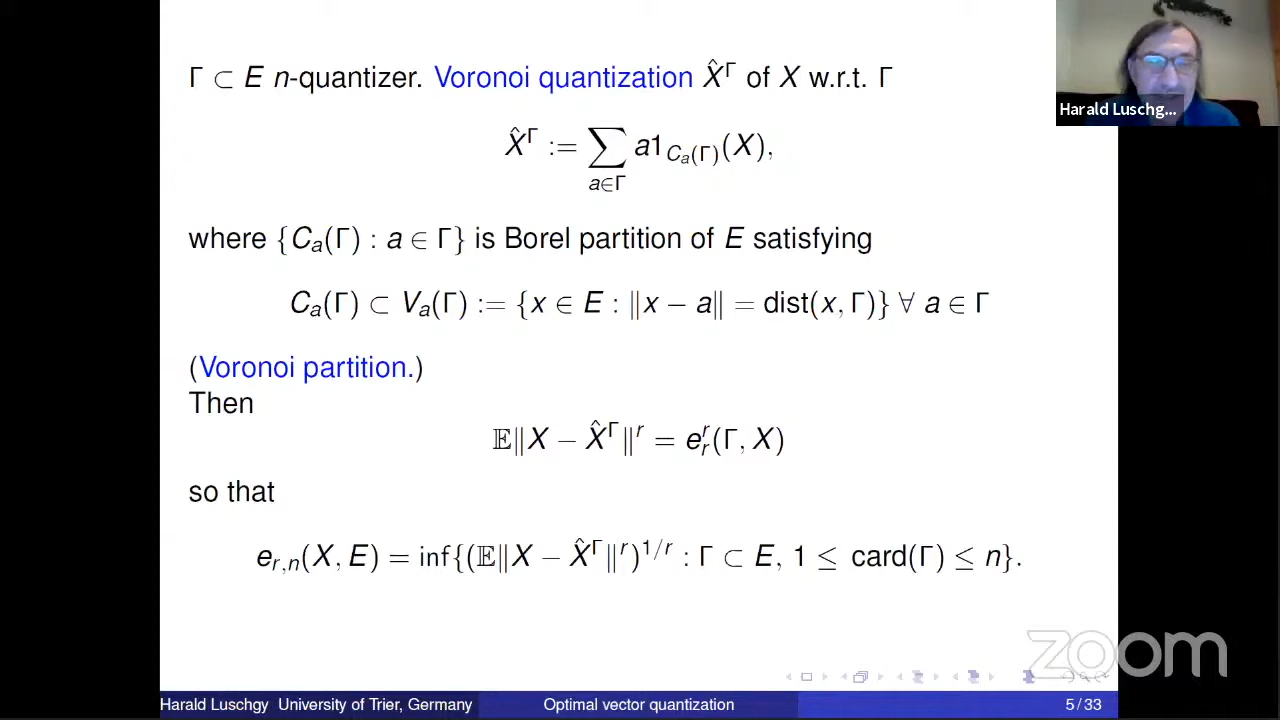 Γ ⊂ E n-quantizer. Voronoi quantization X̂^Γ of X w.r.t. Γ
X̂^Γ := ∑_{a∈Γ} a1_{C_a(Γ)}(X),
where {C_a(Γ) : a ∈ Γ} is Borel partition of E satisfying
C_a(Γ) ⊂ V_a(Γ) := {x ∈ E : ‖x − a‖ = dist(x, Γ)} ∀ a ∈ Γ
(Voronoi partition.)
Then
𝔼‖X − X̂^Γ‖^r = e_r^r(Γ, X)
so that
e_{r,n}(X, E) = inf{(𝔼‖X − X̂^Γ‖^r)^{1/r} : Γ ⊂ E, 1 ≤ card(Γ) ≤ n}.
Harald Luschg...
zoom
Harald Luschgy University of Trier, Germany Optimal vector quantization 5 / 33